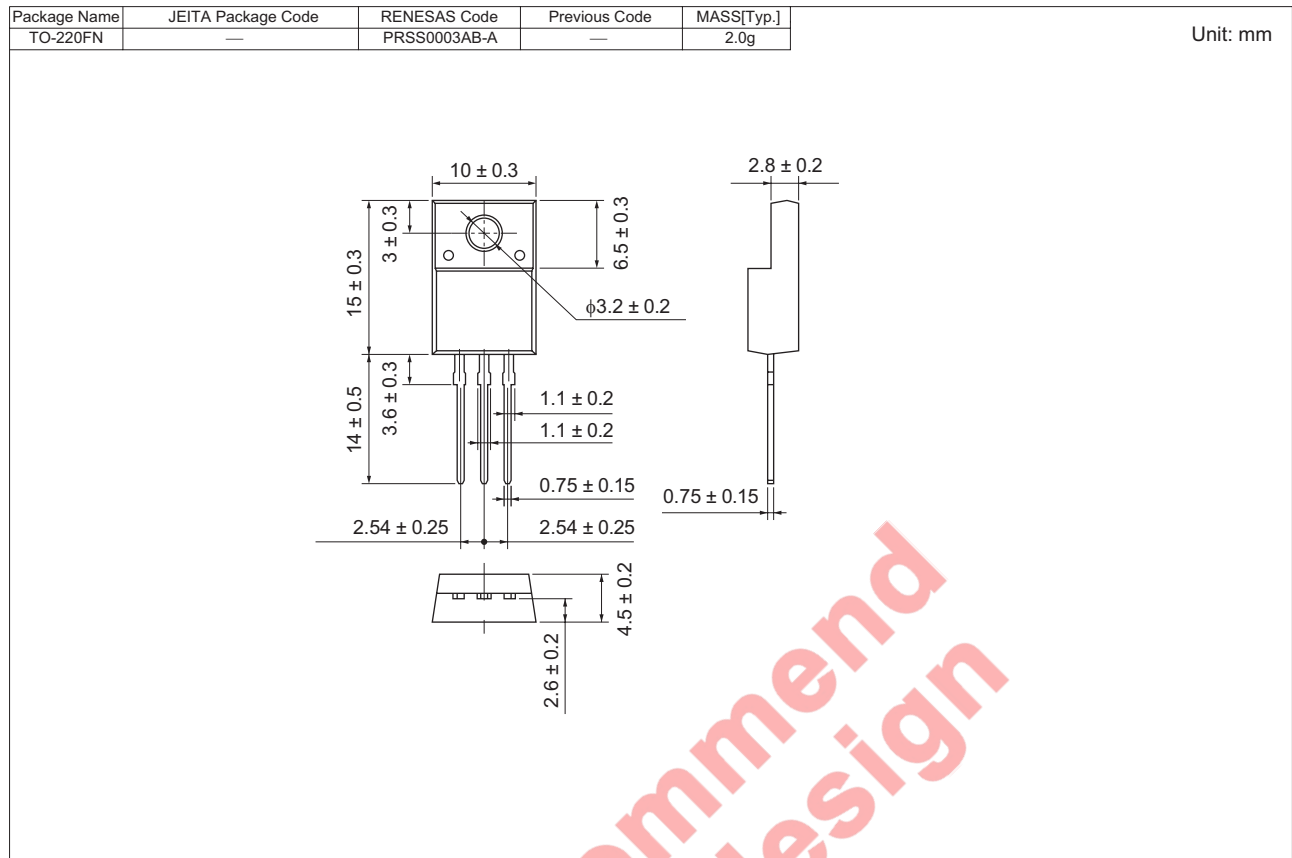 Package Name JEITA Package Code RENESAS Code Previous Code MASS[Typ.]
TO-220FN — PRSS0003AB-A — 2.0g
Unit: mm
10 ± 0.3
2.8 ± 0.2
3 ± 0.3
6.5 ± 0.3
15 ± 0.3
ϕ3.2 ± 0.2
3.6 ± 0.3
14 ± 0.5
1.1 ± 0.2
1.1 ± 0.2
0.75 ± 0.15
0.75 ± 0.15
2.54 ± 0.25
2.54 ± 0.25
4.5 ± 0.2
2.6 ± 0.2